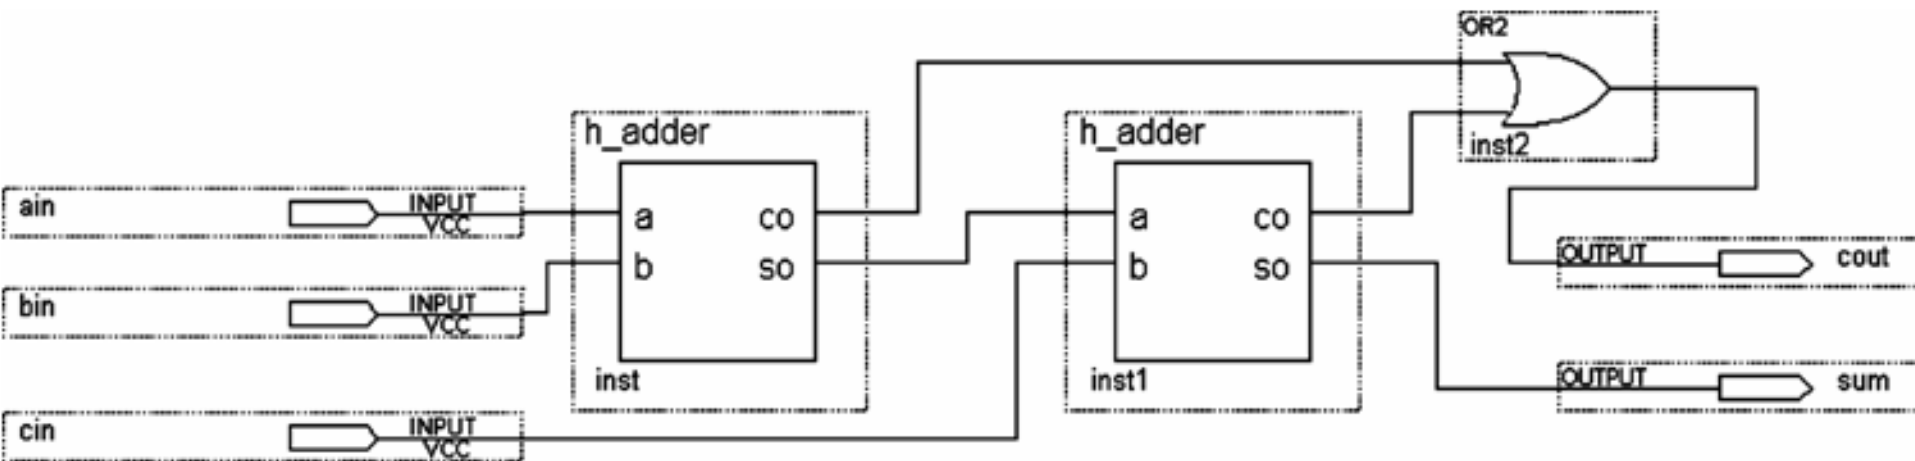 OR2
inst2
h_adder
a co
b so
inst
h_adder
a co
b so
inst1
ain INPUT
VCC
bin INPUT
VCC
cin INPUT
VCC
OUTPUT cout
OUTPUT sum